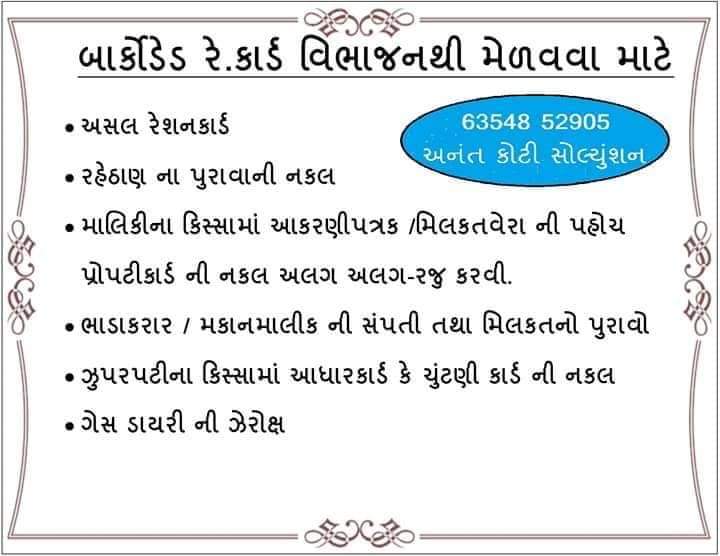 બાર્કોડેડ રે.કાર્ડ વિભાજનથી મેળવવા માટે
• અસલ રેશનકાર્ડ
63548 52905
અનંત કોટી સોલ્યુંશન
• રહેઠાણ ના પુરાવાની નકલ
• માલિકીના કિસ્સામાં આકરણીપત્રક /મિલકતવેરા ની પહોચ
પ્રોપટીકાર્ડ ની નકલ અલગ અલગ-રજુ કરવી.
• ભાડાકરાર / મકાનમાલીક ની સંપતી તથા મિલકતનો પુરાવો
• ઝુપરપટીના કિસ્સામાં આધારકાર્ડ કે ચુંટણી કાર્ડ ની નકલ
• ગેસ ડાયરી ની ઝેરોક્ષ